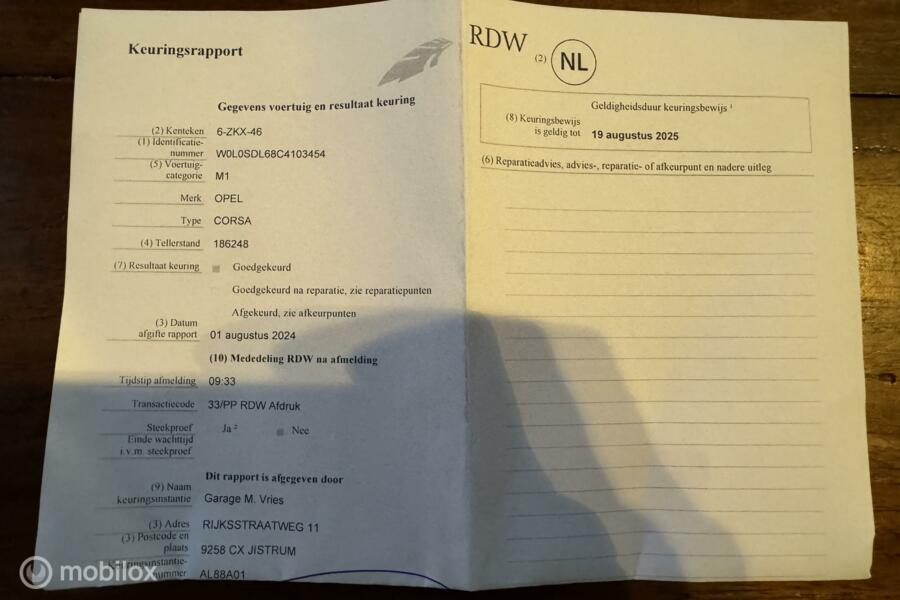 Keuringsrapport
Gegevens voertuig en resultaat keuring
(2) Kenteken 6-ZKX-46
(1) Identificatie-
nummer W0L0SDL68C4103454
(5) Voertuig-
categorie M1
Merk OPEL
Type CORSA
(4) Tellerstand 186248
(7) Resultaat keuring Goedgekeurd
Goedgekeurd na reparatie, zie reparatiepunten
Afgekeurd, zie afkeurpunten
(3) Datum
afgifte rapport 01 augustus 2024
(10) Mededeling RDW na afmelding
Tijdstip afmelding 09:33
Transactiecode 33/PP RDW Afdruk
Steekproef Ja ² Nee
Einde wachttijd
i.v.m. steekproef
Dit rapport is afgegeven door
(9) Naam
keuringsinstantie Garage M. Vries
(3) Adres RIJKSSTRAATWEG 11
(3) Postcode en
plaats 9258 CX JISTRUM
Keuringsinstantie-
nummer AL88A01
RDW (2) NL
Geldigheidsduur keuringsbewijs ¹
(8) Keuringsbewijs
is geldig tot 19 augustus 2025
(6) Reparatieadvies, advies-, reparatie- of afkeurpunt en nadere uitleg
mobilox